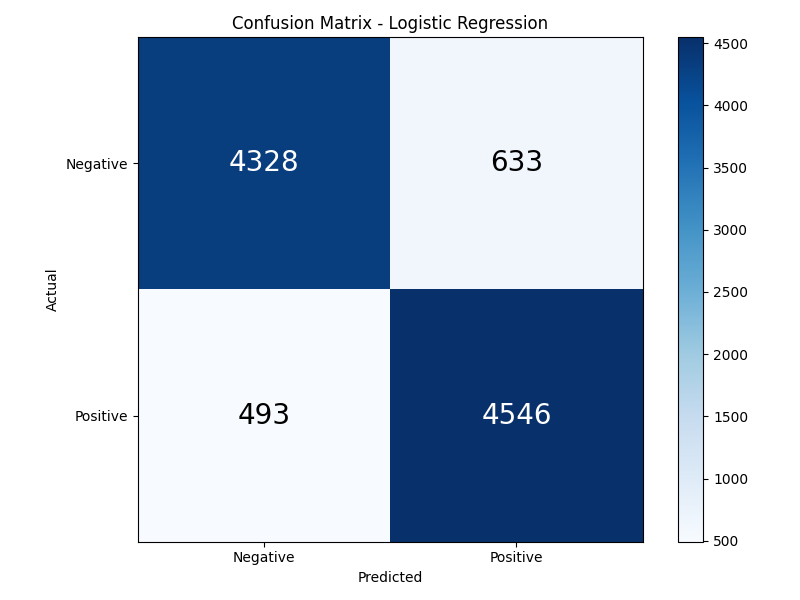 Confusion Matrix - Logistic Regression
Actual
Negative
4328
633
Positive
493
4546
Negative
Positive
Predicted
4500
4000
3500
3000
2500
2000
1500
1000
500